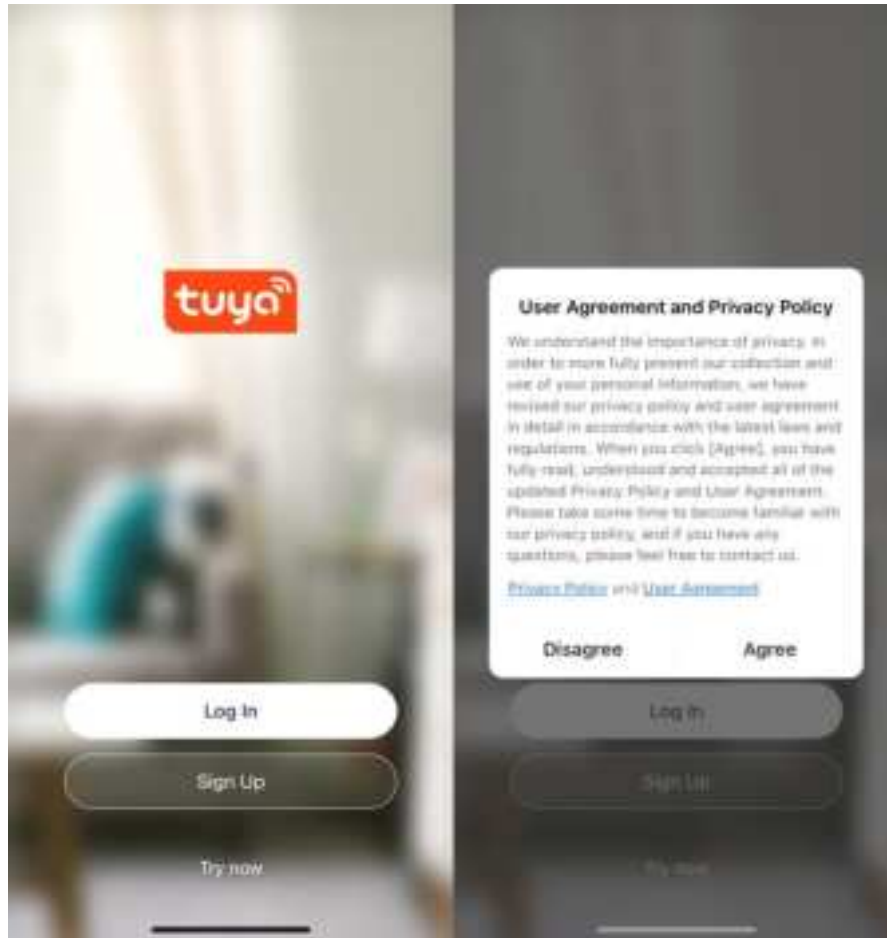 tuya
Log In
Sign Up
Try now
User Agreement and Privacy Policy
We understand the importance of privacy. In
order to more fully present our collection and
use of your personal information, we have
revised our privacy policy and user agreement
in detail in accordance with the latest laws and
regulations. When you click [Agree], you have
fully read, understood and accepted all of the
updated Privacy Policy and User Agreement.
Please take some time to become familiar with
our privacy policy, and if you have any
questions, please feel free to contact us.
Privacy Policy and User Agreement
Disagree
Agree
Log In
Sign Up
Try now